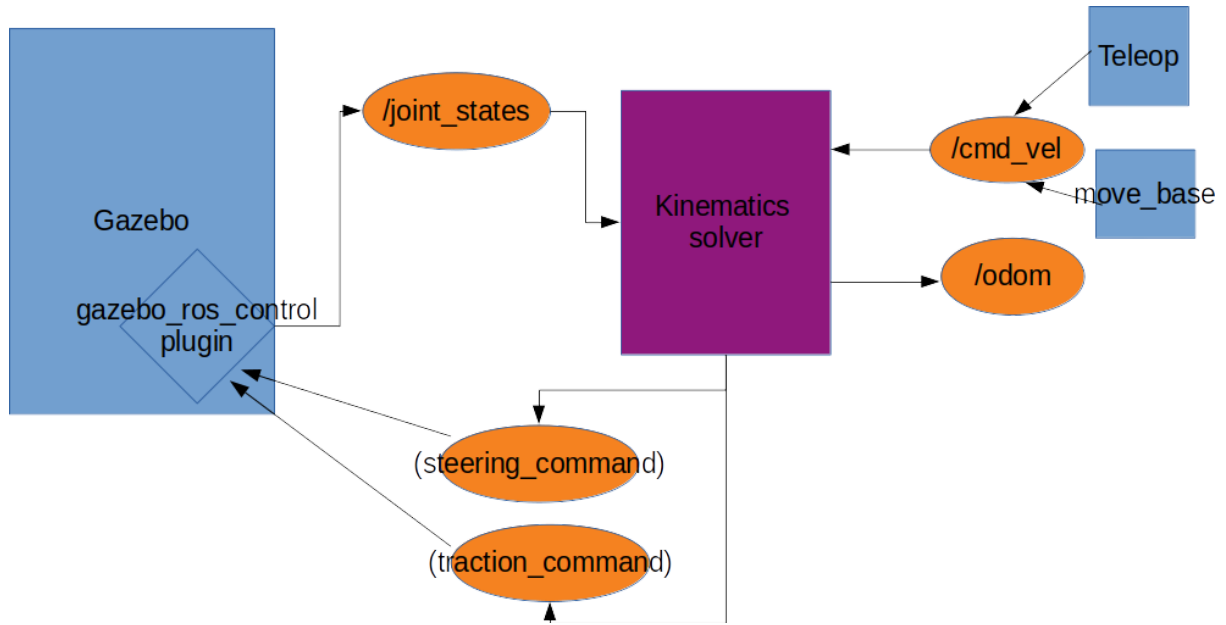 Teleop
/joint_states
/cmd_vel
Gazebo
Kinematics
solver
move_base
/odom
gazebo_ros_control
plugin
(steering_command)
(traction_command)